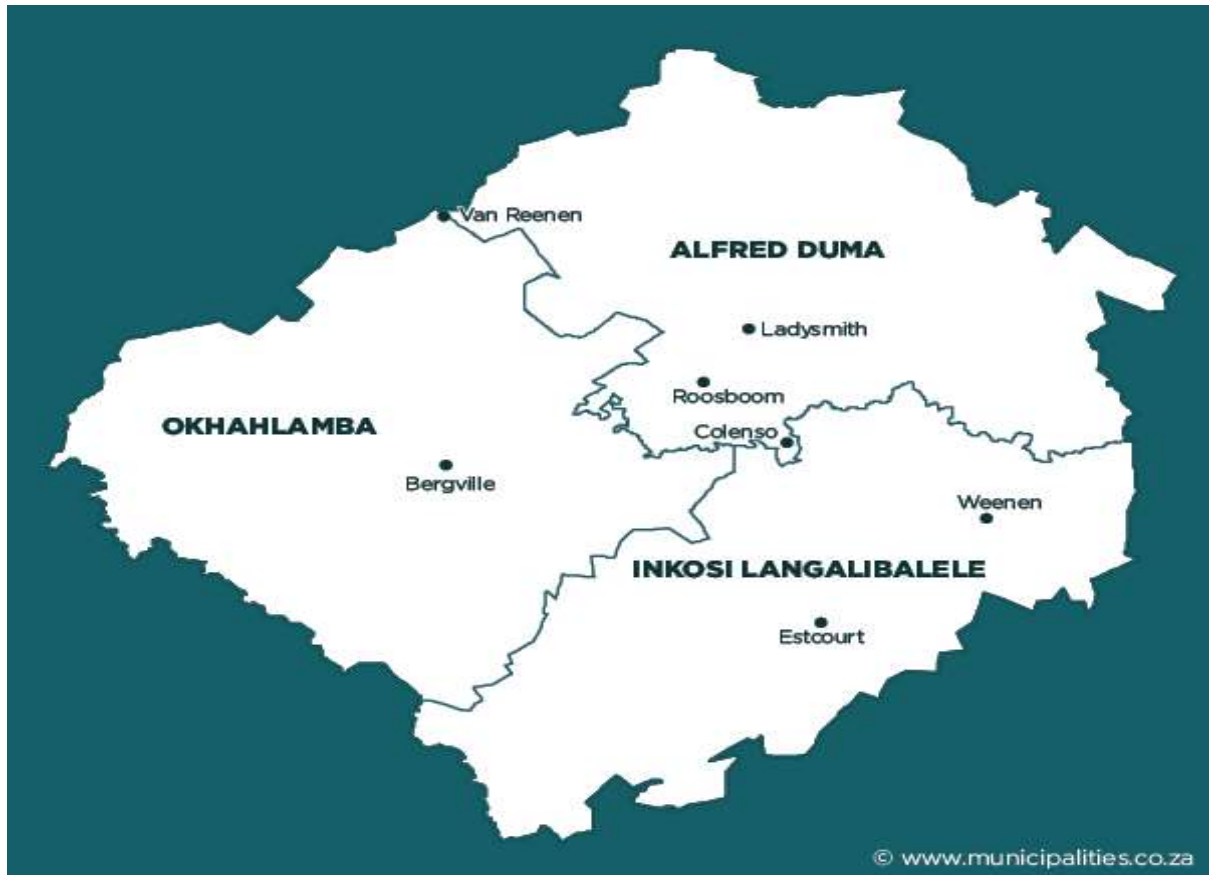 Van Reenen
ALFRED DUMA
Ladysmith
Roosboom
OKHAHLAMBA
Colenso
Bergville
Weenen
INKOSI LANGALIBALELE
Estcourt
© www.municipalities.co.za